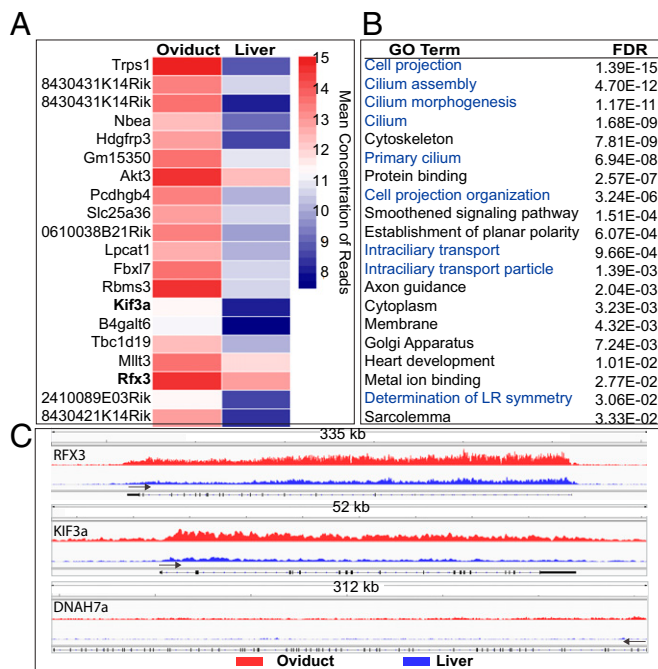 A
Oviduct Liver
Trps1
8430431K14Rik
8430431K14Rik
Nbea
Hdgfrp3
Gm15350
Akt3
Pcdhgb4
Slc25a36
0610038B21Rik
Lpcat1
Fbxl7
Rbms3
Kif3a
B4galt6
Tbc1d19
Mllt3
Rfx3
2410089E03Rik
8430421K14Rik
15
14
13
12
11
10
9
8
Mean Concentration of Reads
B
GO Term FDR
Cell projection 1.39E-15
Cilium assembly 4.70E-12
Cilium morphogenesis 1.17E-11
Cilium 1.68E-09
Cytoskeleton 7.81E-09
Primary cilium 6.94E-08
Protein binding 2.57E-07
Cell projection organization 3.24E-06
Smoothened signaling pathway 1.51E-04
Establishment of planar polarity 6.07E-04
Intraciliary transport 9.66E-04
Intraciliary transport particle 1.39E-03
Axon guidance 2.04E-03
Cytoplasm 3.23E-03
Membrane 4.32E-03
Golgi Apparatus 7.24E-03
Heart development 1.01E-02
Metal ion binding 2.77E-02
Determination of LR symmetry 3.06E-02
Sarcolemma 3.33E-02
C
335 kb
RFX3
52 kb
KIF3a
312 kb
DNAH7a
Oviduct Liver